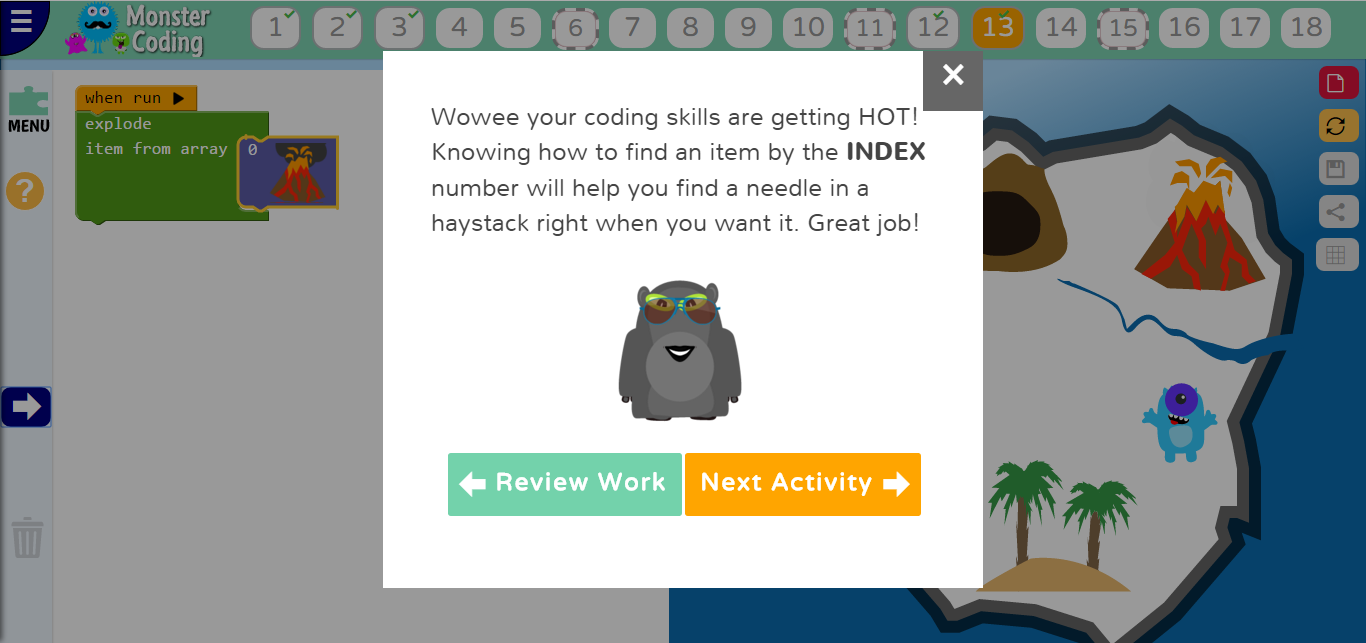 Monster
Coding
1 2 3 4 5 6 7 8 9 10 11 12 13 14 15 16 17 18
MENU
?
when run
explode
item from array 0
Wowee your coding skills are getting HOT!
Knowing how to find an item by the INDEX
number will help you find a needle in a
haystack right when you want it. Great job!
Review Work
Next Activity